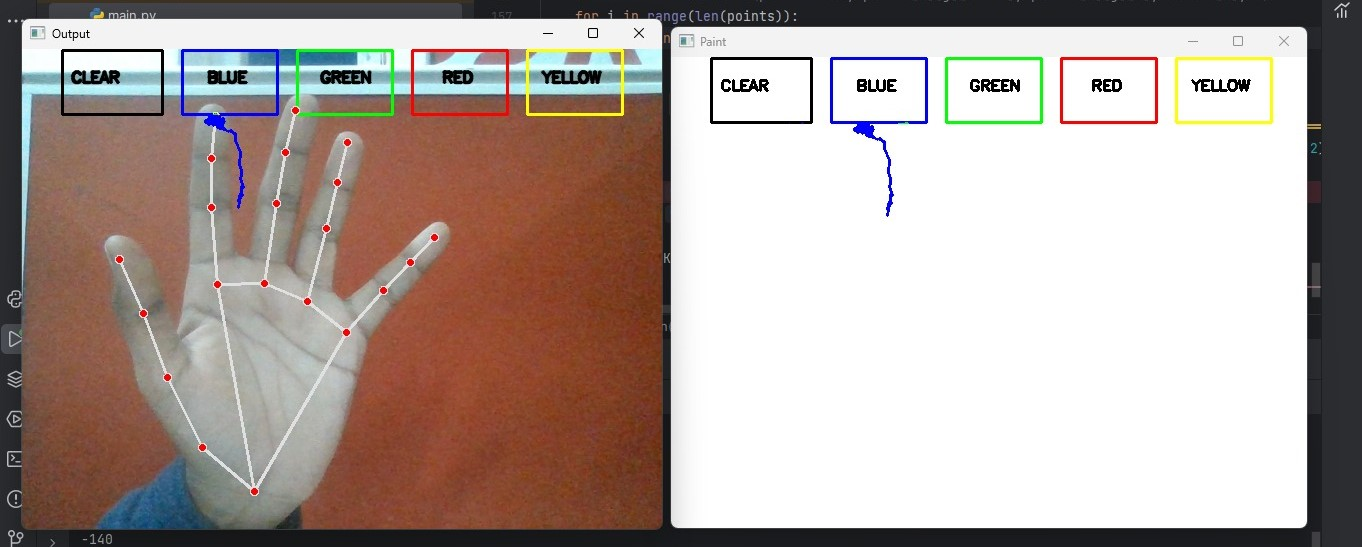 main.py
157
for i in range(len(points)):
Output
CLEAR
BLUE
GREEN
RED
YELLOW
Paint
CLEAR
BLUE
GREEN
RED
YELLOW
2]
-140